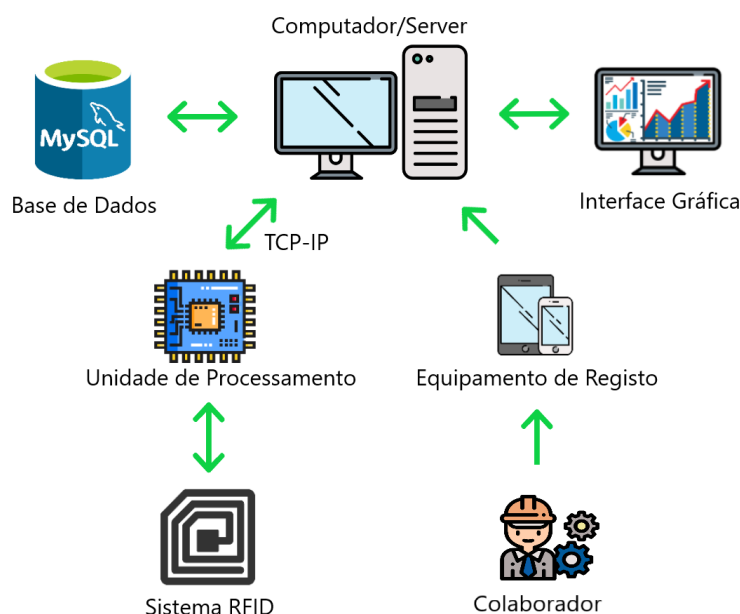 Computador/Server
MySQL
Base de Dados
Interface Gráfica
TCP-IP
Unidade de Processamento
Equipamento de Registo
Sistema RFID
Colaborador